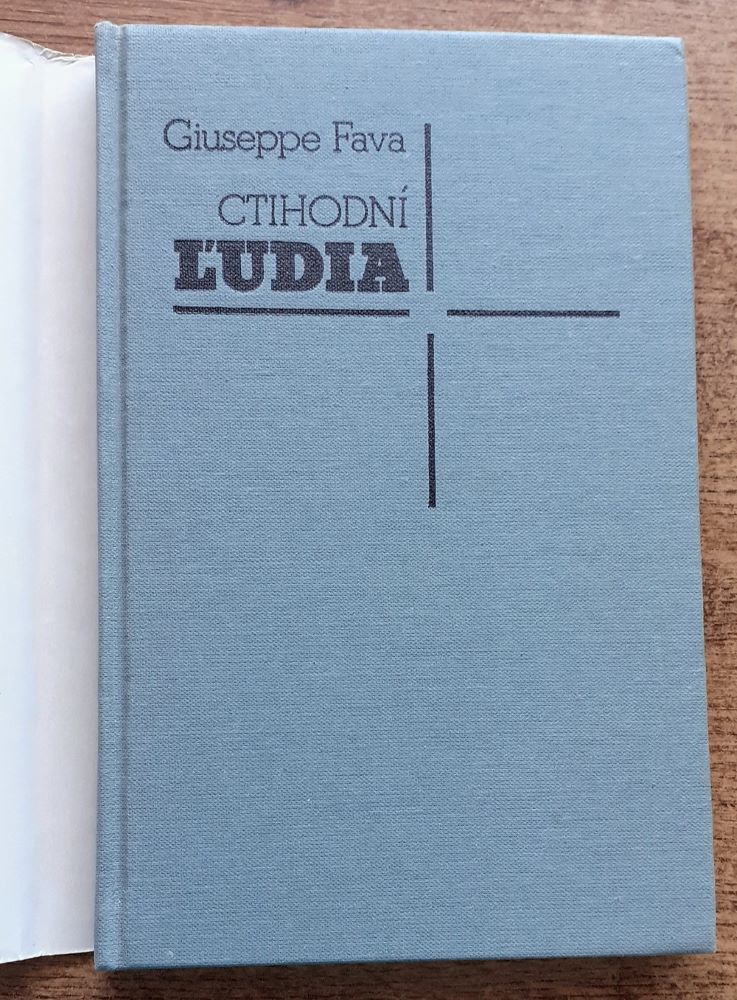 Giuseppe Fava
CTIHODNÍ
ĽUDIA